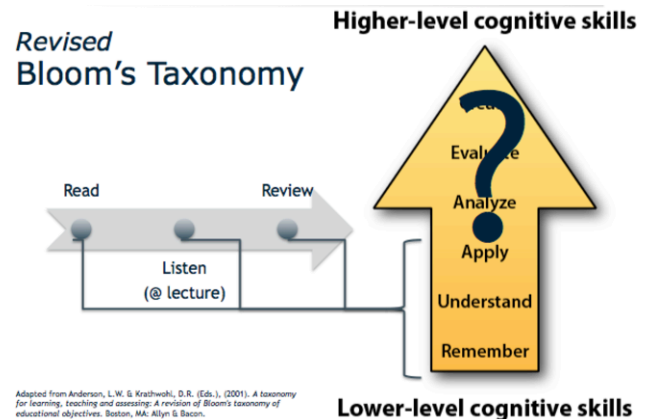 Revised
Bloom's Taxonomy
Higher-level cognitive skills
Evaluate
Analyze
Apply
Understand
Remember
Lower-level cognitive skills
Read
Review
Listen
(@ lecture)
Adapted from Anderson, L.W. & Krathwohl, D.R. (Eds.), (2001). A taxonomy
for learning, teaching and assessing: A revision of Bloom's taxonomy of
educational objectives. Boston, MA: Allyn & Bacon.